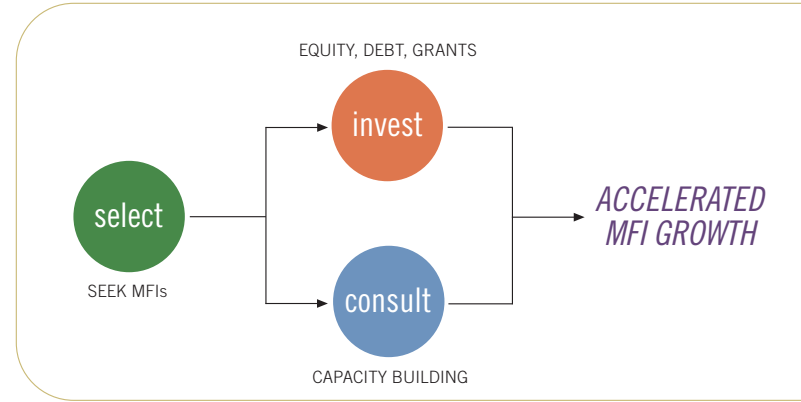 EQUITY, DEBT, GRANTS
invest
select
SEEK MFIs
ACCELERATED
MFI GROWTH
consult
CAPACITY BUILDING